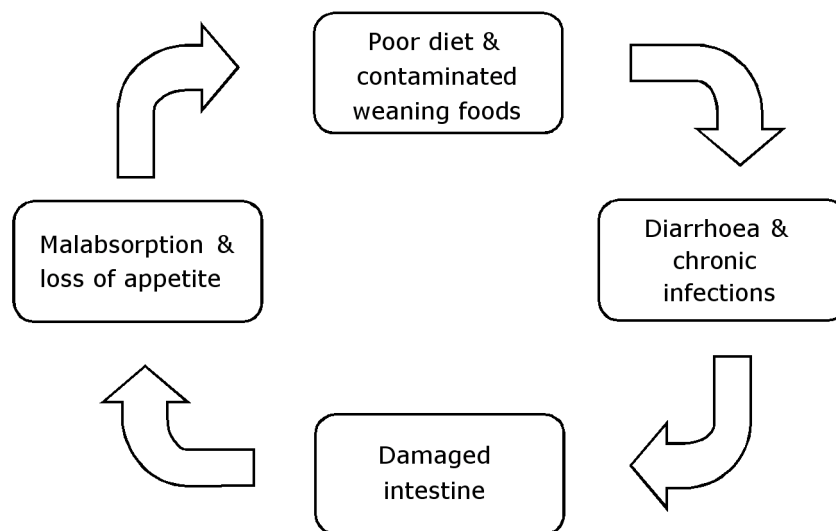 Poor diet &
contaminated
weaning foods
Diarrhoea &
chronic
infections
Damaged
intestine
Malabsorption &
loss of appetite